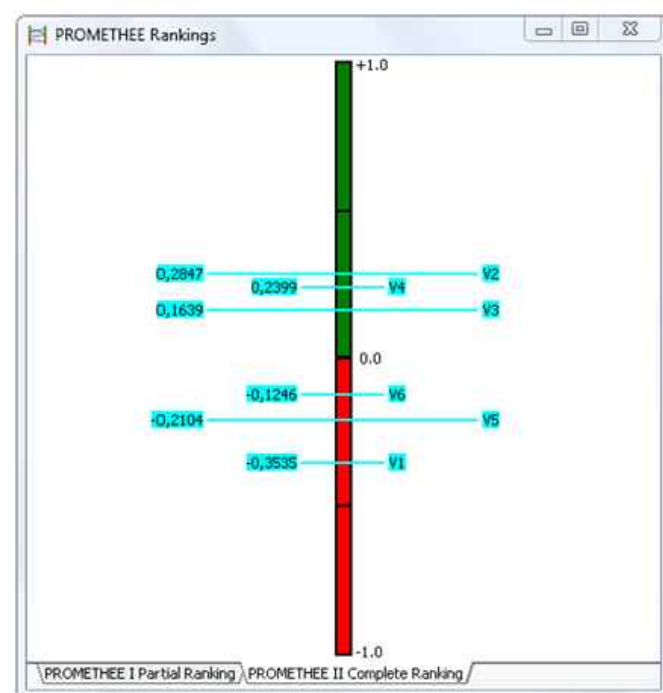 PROMETHEE Rankings
+1.0
0,2847 V2
0,2399 V4
0,1639 V3
0.0
-0,1246 V6
-0,2104 V5
-0,3535 V1
-1.0
PROMETHEE I Partial Ranking PROMETHEE II Complete Ranking